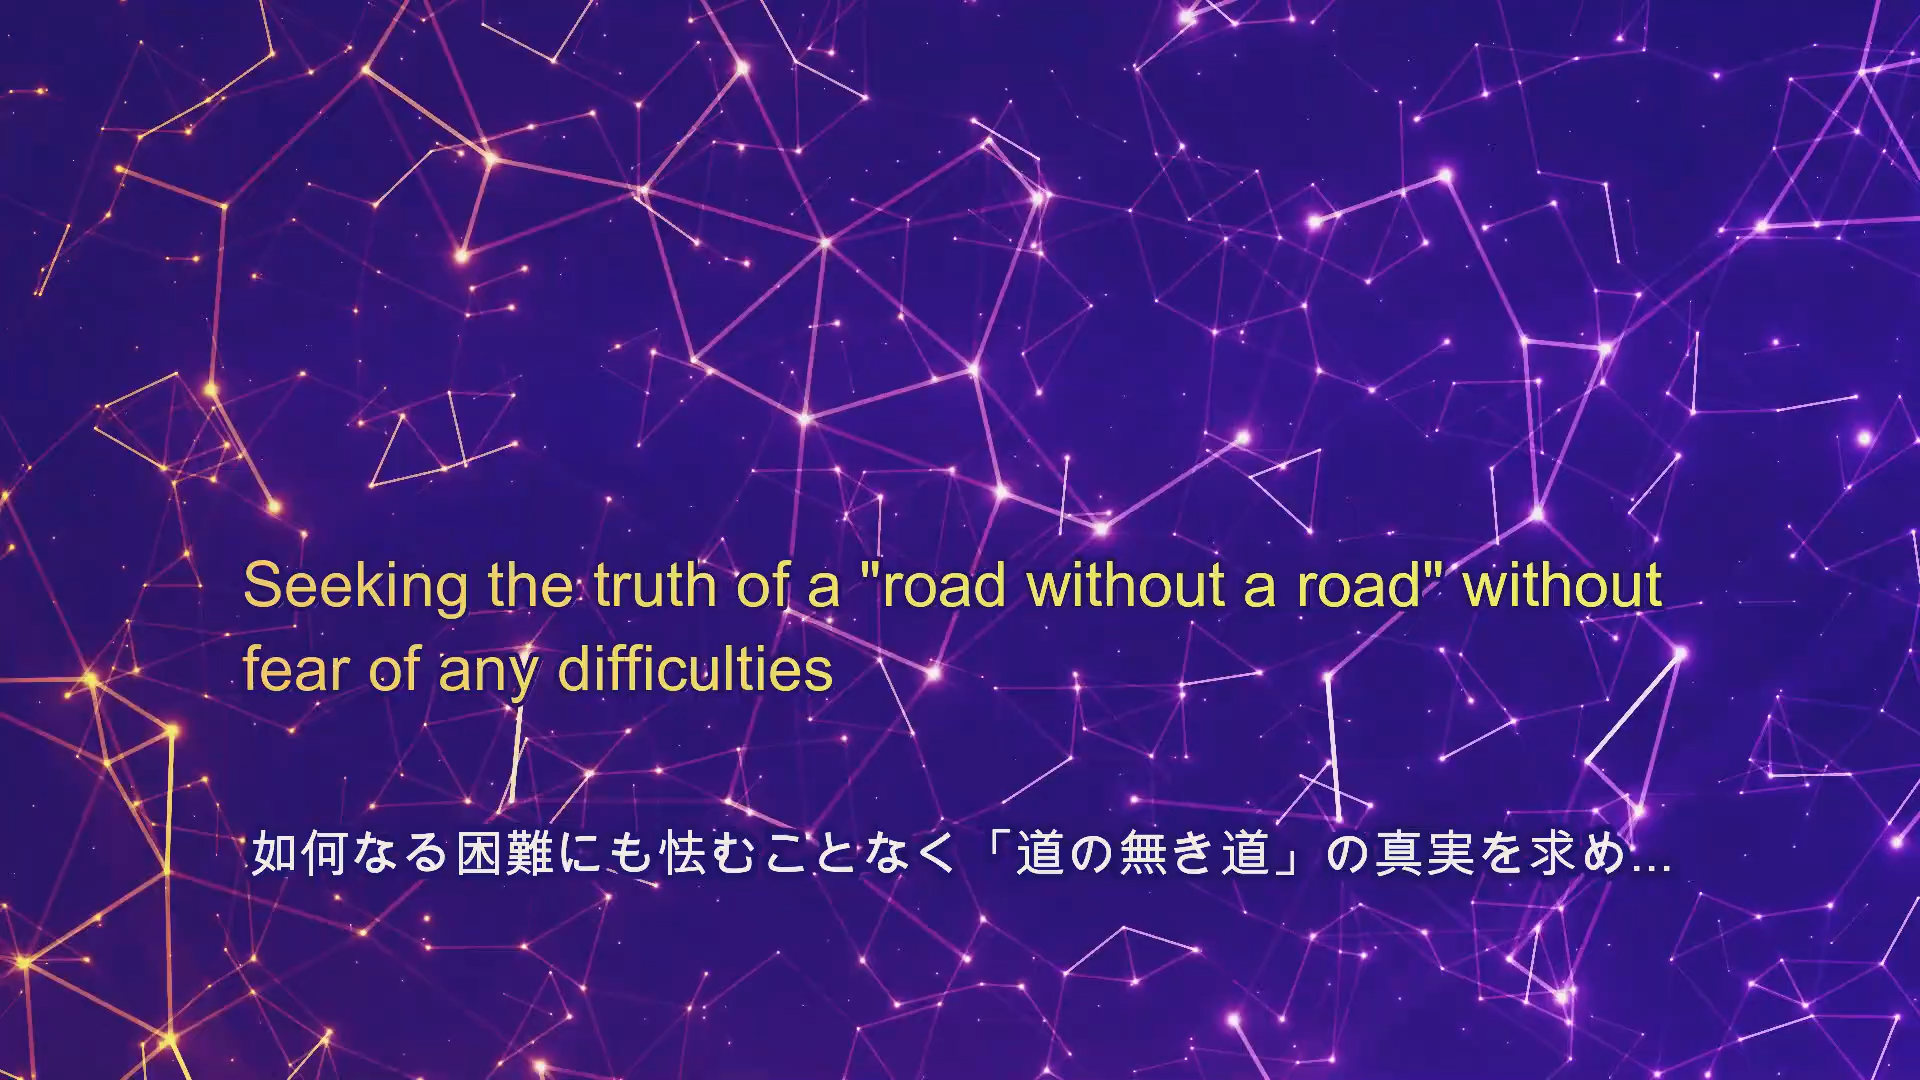 Seeking the truth of a "road without a road" without
fear of any difficulties
如何なる困難にも怯むことなく「道の無き道」の真実を求め...